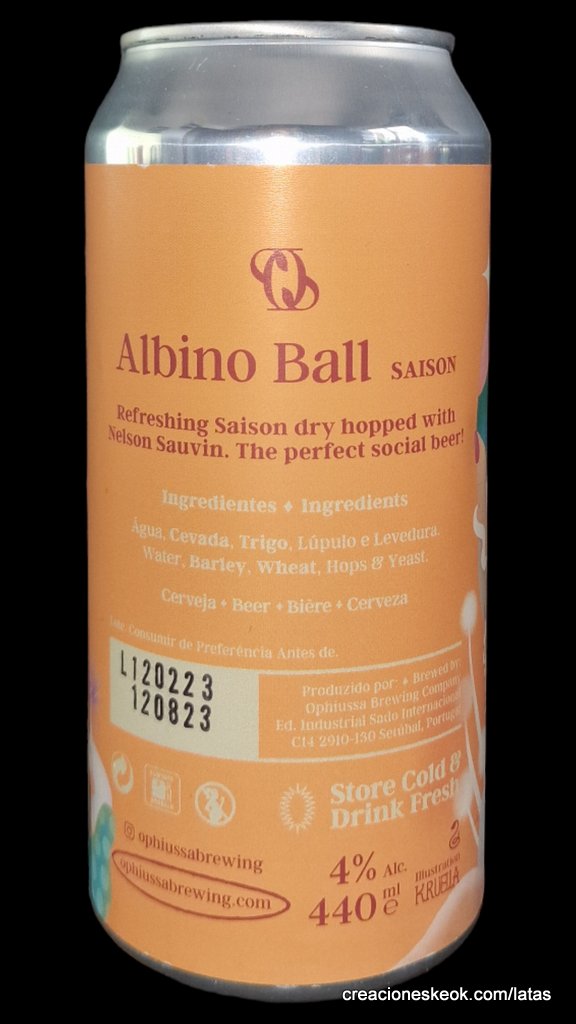 Albino Ball SAISON
Refreshing Saison dry hopped with
Nelson Sauvin. The perfect social beer!
Ingredientes ♦ Ingredients
Água, Cevada, Trigo, Lúpulo e Levedura.
Water, Barley, Wheat, Hops & Yeast.
Cerveja ♦ Beer ♦ Bière ♦ Cerveza
Lote. Consumir de Preferência Antes de.
L120223
120823
Produzido por: ♦ Brewed by:
Ophiussa Brewing Company
Ed. Industrial Sado Internacional
C14 2910-130 Setúbal, Portugal
Store Cold &
Drink Fresh
ophiussabrewing
ophiussabrewing.com
4% Alc.
440 ml e
Illustration
KRUELLA
creacioneskeok.com/latas